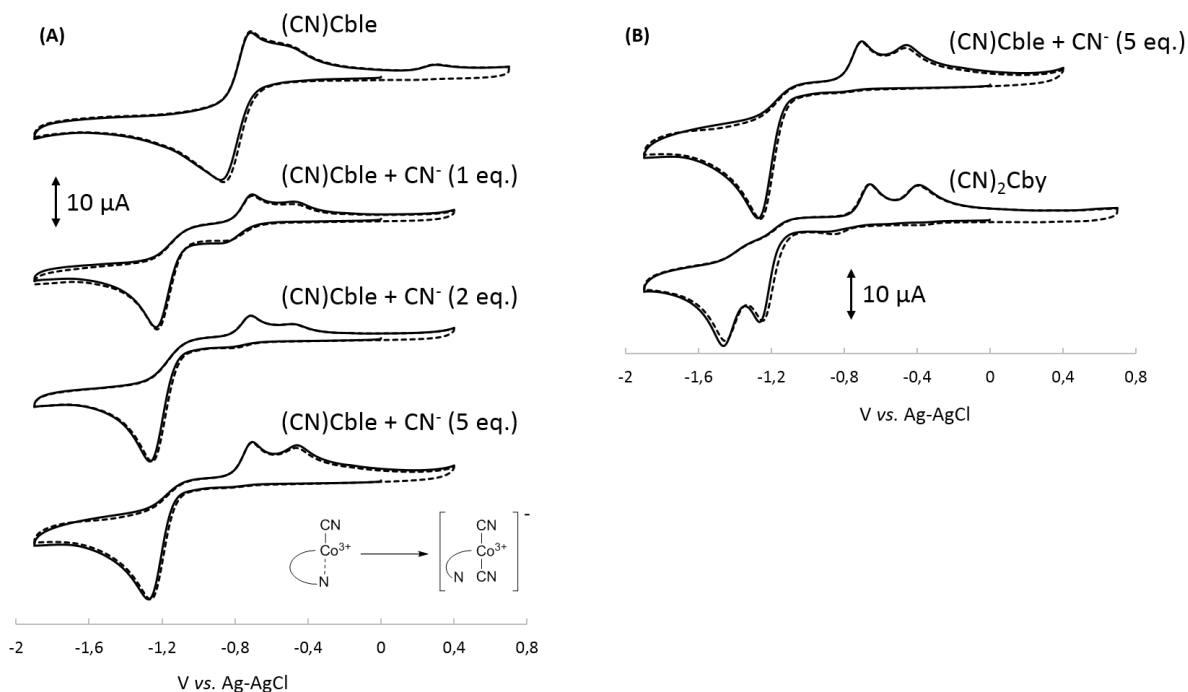 (A)
(CN)Cble
10 µA
(CN)Cble + CN⁻ (1 eq.)
(CN)Cble + CN⁻ (2 eq.)
(CN)Cble + CN⁻ (5 eq.)
CN
Co³⁺
N
CN
Co³⁺
N
CN
-
-2 -1,6 -1,2 -0,8 -0,4 0 0,4 0,8
V vs. Ag-AgCl
(B)
(CN)Cble + CN⁻ (5 eq.)
(CN)₂Cby
10 µA
-2 -1,6 -1,2 -0,8 -0,4 0 0,4 0,8
V vs. Ag-AgCl